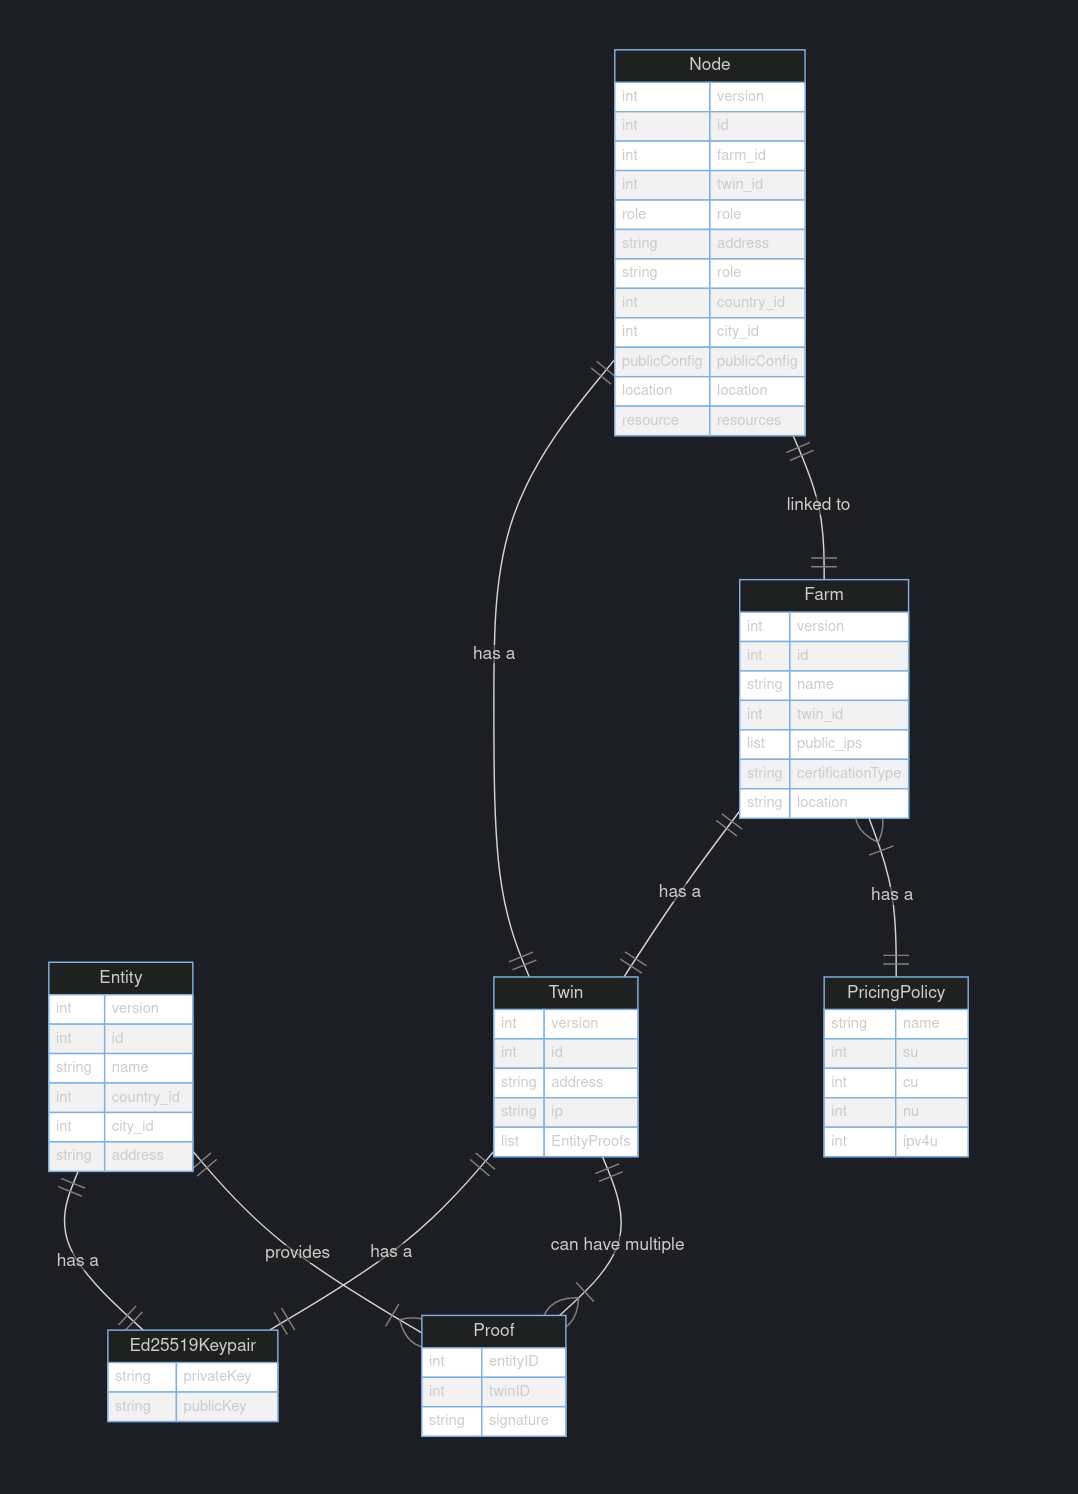 Node
int version
int id
int farm_id
int twin_id
role role
string address
string role
int country_id
int city_id
publicConfig publicConfig
location location
resource resources
linked to
Farm
int version
int id
string name
int twin_id
list public_ips
string certificationType
string location
has a
has a
has a
Entity
int version
int id
string name
int country_id
int city_id
string address
Twin
int version
int id
string address
string ip
list EntityProofs
PricingPolicy
string name
int su
int cu
int nu
int ipv4u
has a
provides
has a
can have multiple
Ed25519Keypair
string privateKey
string publicKey
Proof
int entityID
int twinID
string signature